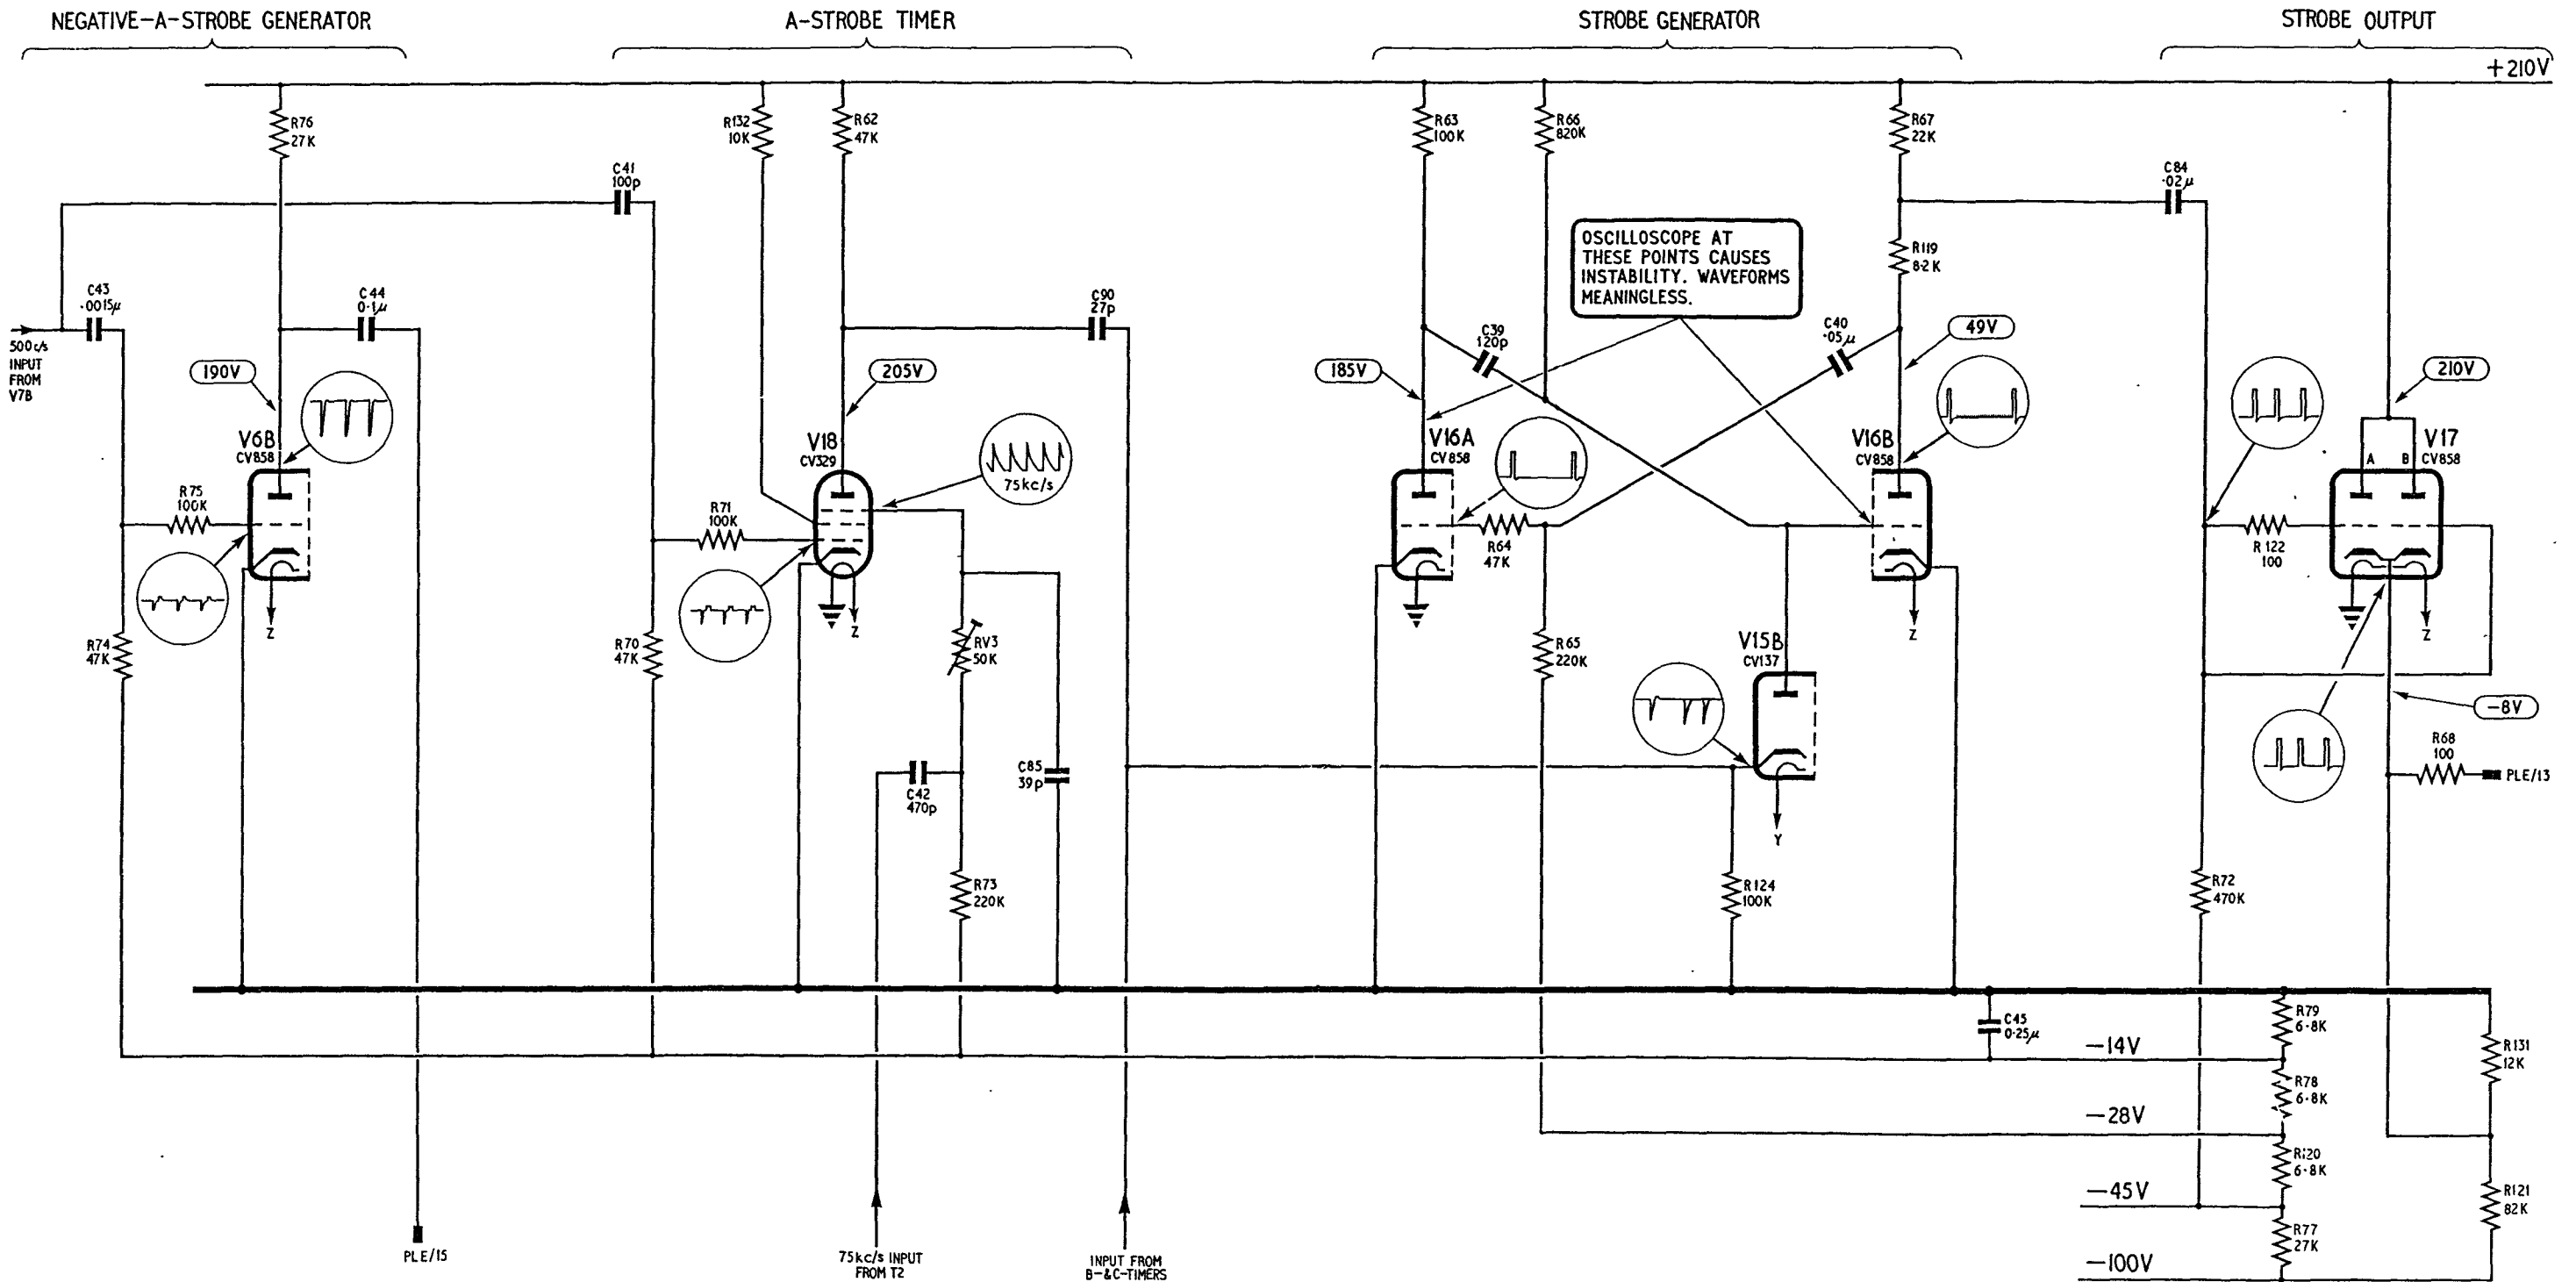 NEGATIVE-A-STROBE GENERATOR
A-STROBE TIMER
STROBE GENERATOR
STROBE OUTPUT
+210V
R76
27K
R132
10K
R62
47K
R63
100K
R66
820K
R67
22K
C41
100p
C84
·02µ
OSCILLOSCOPE AT
THESE POINTS CAUSES
INSTABILITY. WAVEFORMS
MEANINGLESS.
R119
8·2K
C43
·0015µ
C44
0·1µ
C90
27p
C39
120p
C40
·05µ
49V
500c/s
INPUT
FROM
V7B
190V
205V
185V
210V
V6B
CV858
V18
CV329
75kc/s
V16A
CV858
V16B
CV858
A
B
V17
CV858
R75
100K
R71
100K
R64
47K
R122
100
Z
Z
Z
Z
R74
47K
R70
47K
RV3
50K
R65
220K
V15B
CV137
-8V
R68
100
PLE/13
C42
470p
C85
39p
Y
R73
220K
R124
100K
R72
470K
C45
0·25µ
R79
6·8K
-14V
R131
12K
R78
6·8K
-28V
R120
6·8K
-45V
R121
82K
R77
27K
-100V
PLE/15
75kc/s INPUT
FROM T2
INPUT FROM
B-&C-TIMERS